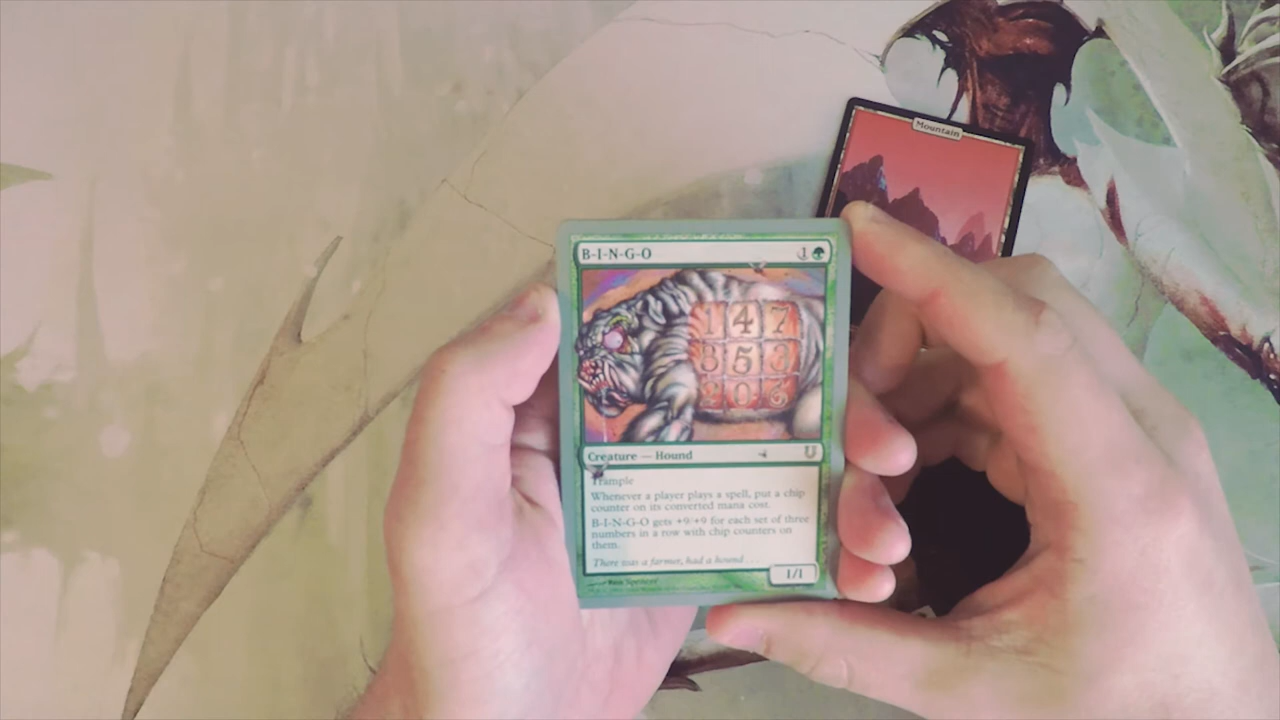 Mountain
B-I-N-G-O 1
1 4 7
8 5 3
2 0 6
Creature — Hound
Trample
Whenever a player plays a spell, put a chip
counter on its converted mana cost.
B-I-N-G-O gets +9/+9 for each set of three
numbers in a row with chip counters on
them.
There was a farmer, had a hound . . .
Ron Spencer
1/1